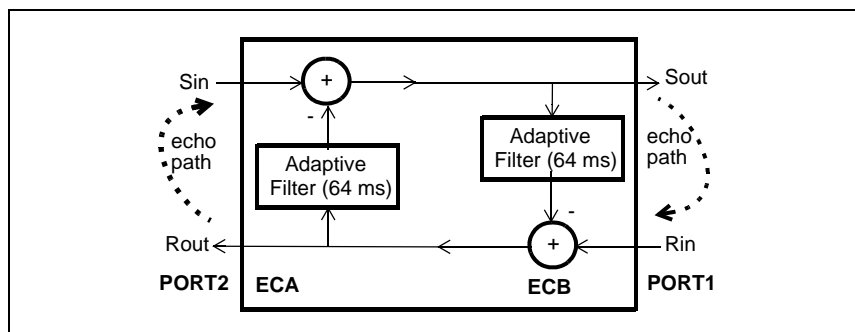 Sin
+
Sout
-
echo
path
Adaptive
Filter (64 ms)
Adaptive
Filter (64 ms)
echo
path
-
Rout
+
Rin
PORT2
ECA
ECB
PORT1